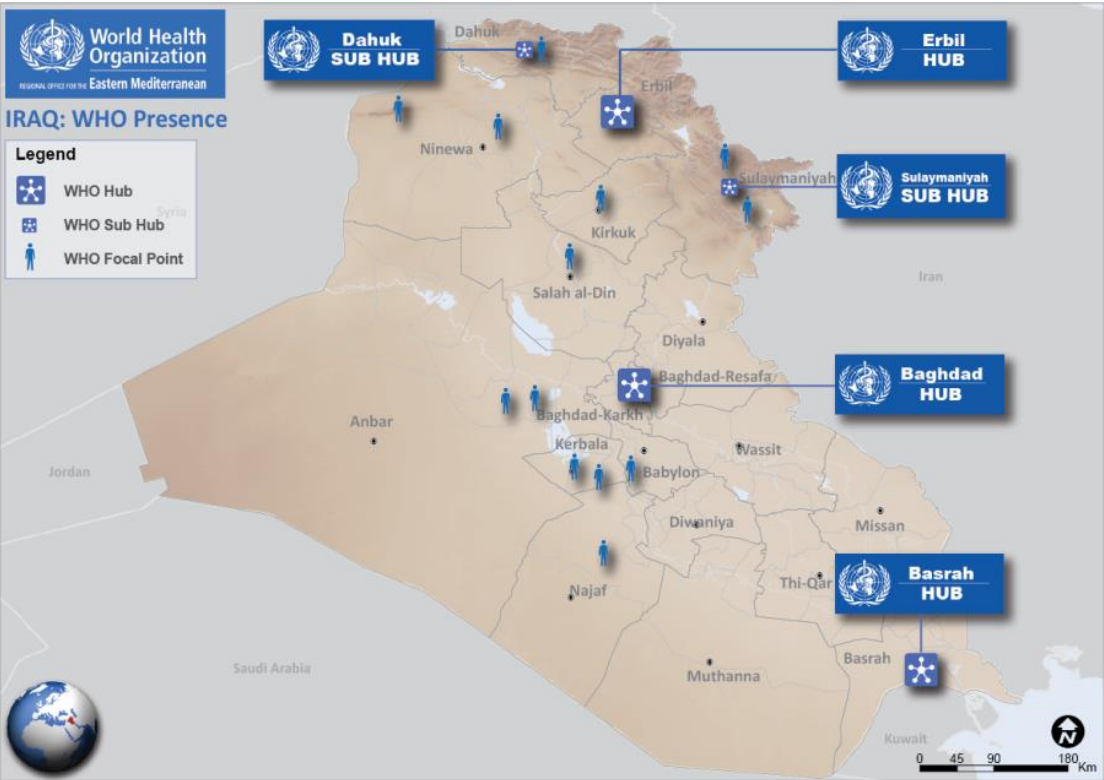 World Health
Organization
REGIONAL OFFICE FOR THE Eastern Mediterranean
IRAQ: WHO Presence
Legend
WHO Hub
WHO Sub Hub
WHO Focal Point
Syria
Dahuk
SUB HUB
Dahuk
Erbil
HUB
Erbil
Ninewa
Sulaymaniyah
Sulaymaniyah
SUB HUB
Kirkuk
Iran
Salah al-Din
Diyala
Baghdad-Resafa
Baghdad
HUB
Baghdad-Karkh
Anbar
Kerbala
Wassit
Jordan
Babylon
Diwaniya
Missan
Thi-Qar
Basrah
HUB
Najaf
Basrah
Saudi Arabia
Muthanna
Kuwait
N
0 45 90 180 Km